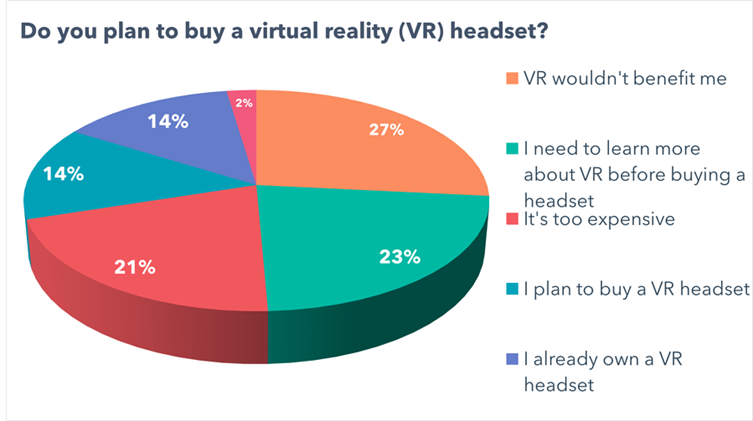 Do you plan to buy a virtual reality (VR) headset?
2%
14%
27%
14%
21%
23%
VR wouldn't benefit me
I need to learn more
about VR before buying a
headset
It's too expensive
I plan to buy a VR headset
I already own a VR
headset